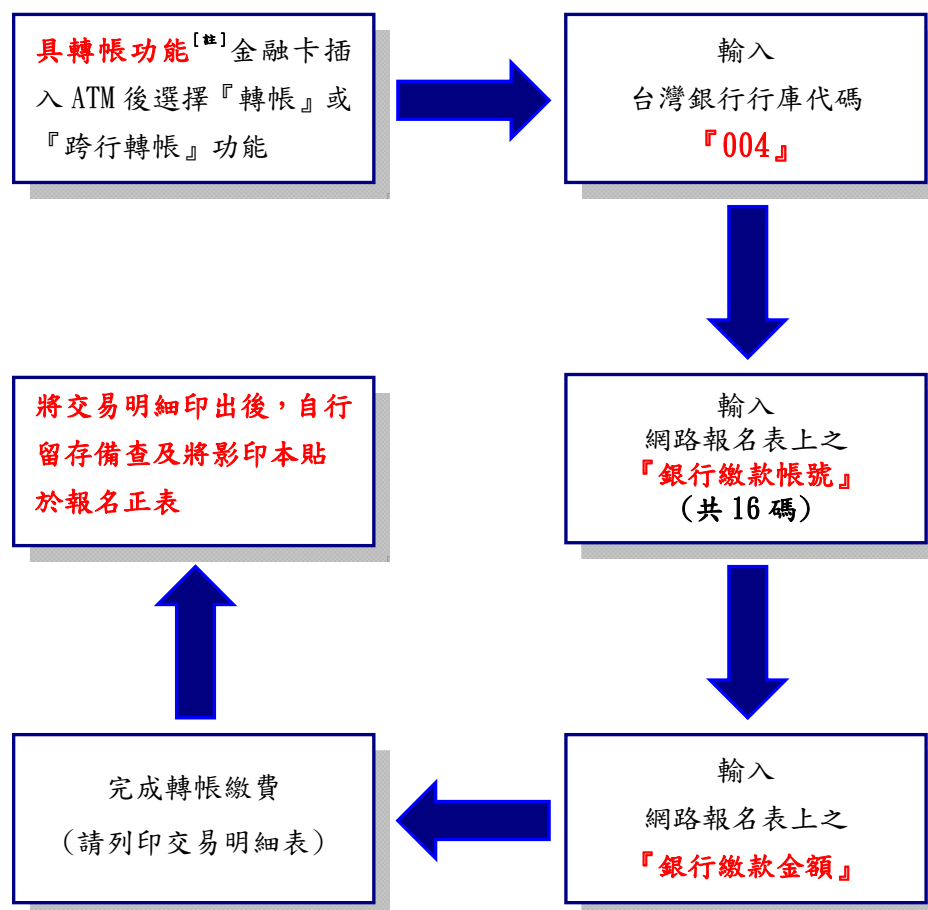 具轉帳功能[註]金融卡插
入 ATM 後選擇『轉帳』或
『跨行轉帳』功能
輸入
台灣銀行行庫代碼
『004』
輸入
網路報名表上之
『銀行繳款帳號』
(共 16 碼)
輸入
網路報名表上之
『銀行繳款金額』
完成轉帳繳費
(請列印交易明細表)
將交易明細印出後，自行
留存備查及將影印本貼
於報名正表